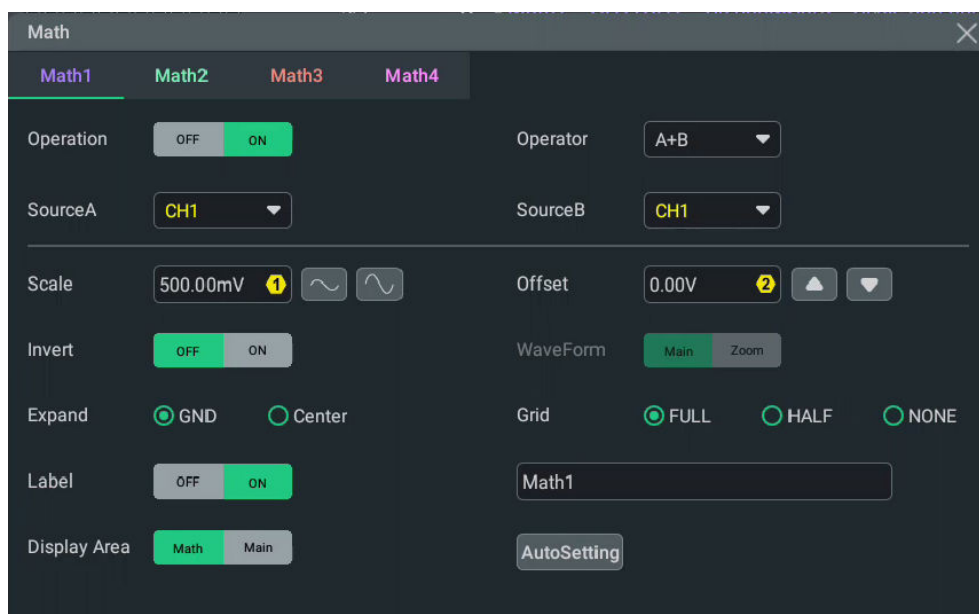 Math
Math1 Math2 Math3 Math4
Operation OFF ON Operator A+B
SourceA CH1 SourceB CH1
Scale 500.00mV 1 Offset 0.00V 2
Invert OFF ON WaveForm Main Zoom
Expand GND Center Grid FULL HALF NONE
Label OFF ON Math1
Display Area Math Main AutoSetting